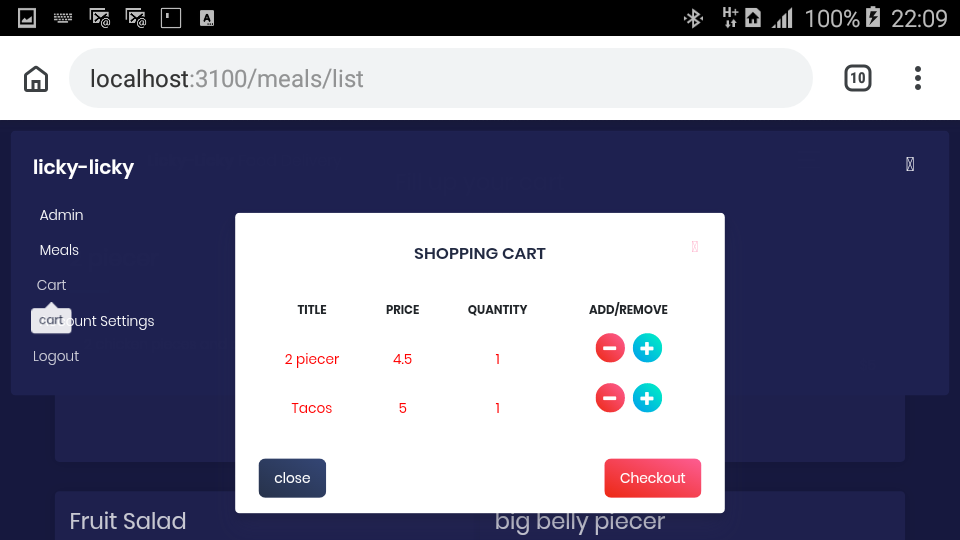 H+ 100% 22:09
localhost:3100/meals/list
10
licky-licky
Admin
Meals
Cart
cart
ount Settings
Logout
SHOPPING CART
TITLE PRICE QUANTITY ADD/REMOVE
2 piecer 4.5 1
Tacos 5 1
close Checkout
Fruit Salad big belly piecer